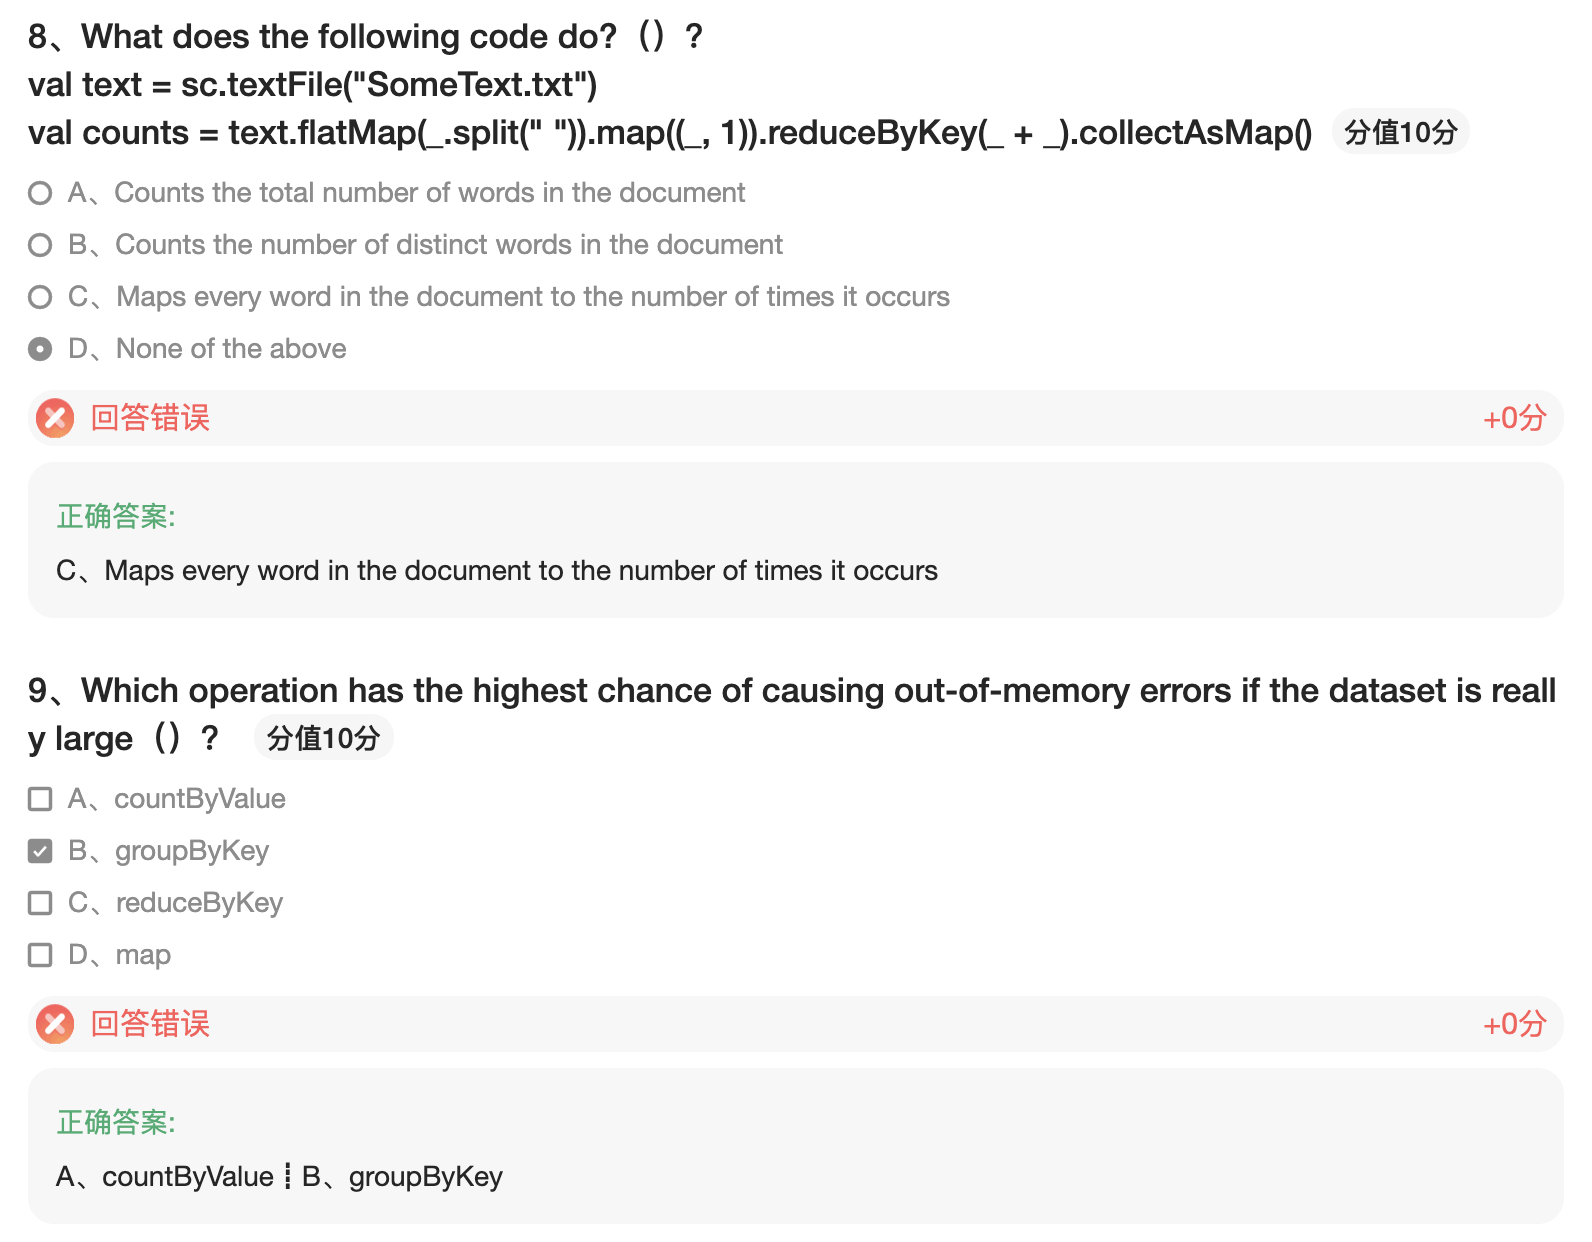 8、What does the following code do?（）？
val text = sc.textFile("SomeText.txt")
val counts = text.flatMap(_.split(" ")).map((_, 1)).reduceByKey(_ + _).collectAsMap() 分值10分
A、Counts the total number of words in the document
B、Counts the number of distinct words in the document
C、Maps every word in the document to the number of times it occurs
D、None of the above
回答错误 +0分
正确答案:
C、Maps every word in the document to the number of times it occurs
9、Which operation has the highest chance of causing out-of-memory errors if the dataset is reall
y large（）？ 分值10分
A、countByValue
B、groupByKey
C、reduceByKey
D、map
回答错误 +0分
正确答案:
A、countByValue ┋ B、groupByKey